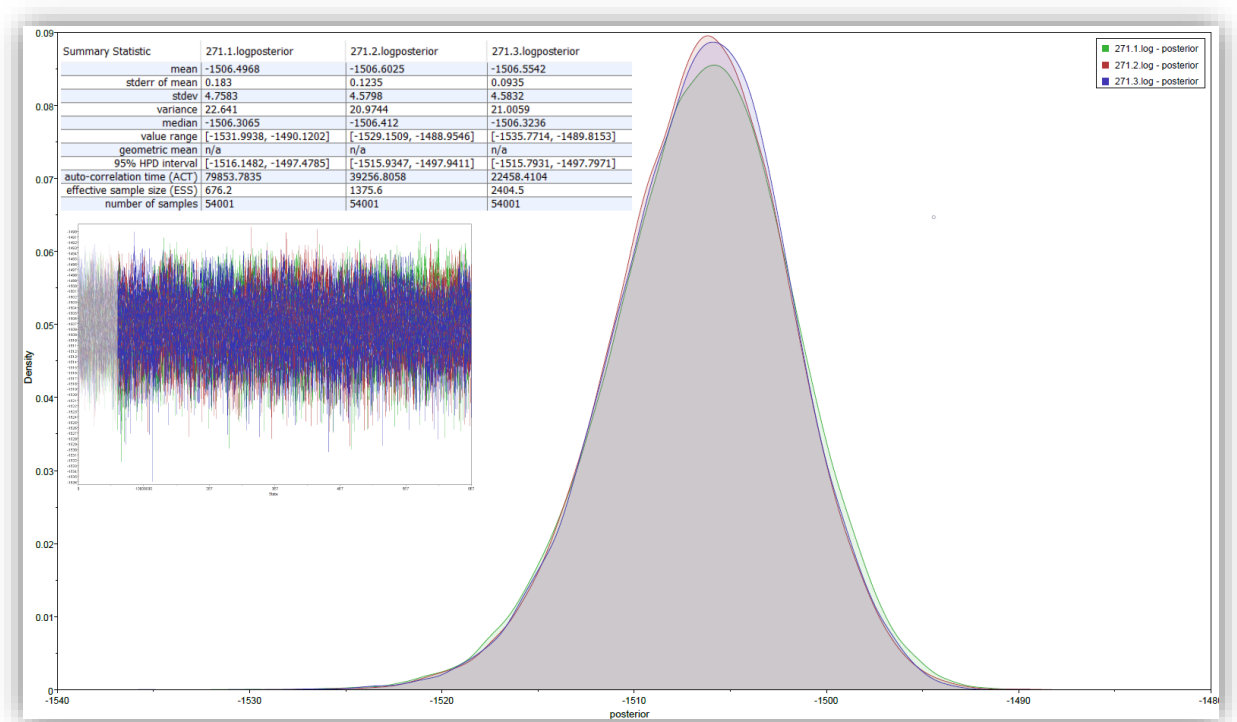 0.09
Summary Statistic 271.1.logposterior 271.2.logposterior 271.3.logposterior
mean -1506.4968 -1506.6025 -1506.5542
stderr of mean 0.183 0.1235 0.0935
stdev 4.7583 4.5798 4.5832
variance 22.641 20.9744 21.0059
median -1506.3065 -1506.412 -1506.3236
value range [-1531.9938, -1490.1202] [-1529.1509, -1488.9546] [-1535.7714, -1489.8153]
geometric mean n/a n/a n/a
95% HPD interval [-1516.1482, -1497.4785] [-1515.9347, -1497.9411] [-1515.7931, -1497.7971]
auto-correlation time (ACT) 79853.7835 39256.8058 22458.4104
effective sample size (ESS) 676.2 1375.6 2404.5
number of samples 54001 54001 54001
271.1.log - posterior
271.2.log - posterior
271.3.log - posterior
0.08
0.07
0.06
0.05
0.04
0.03
0.02
0.01
0
Density
-1540 -1530 -1520 -1510 -1500 -1490 -148
posterior